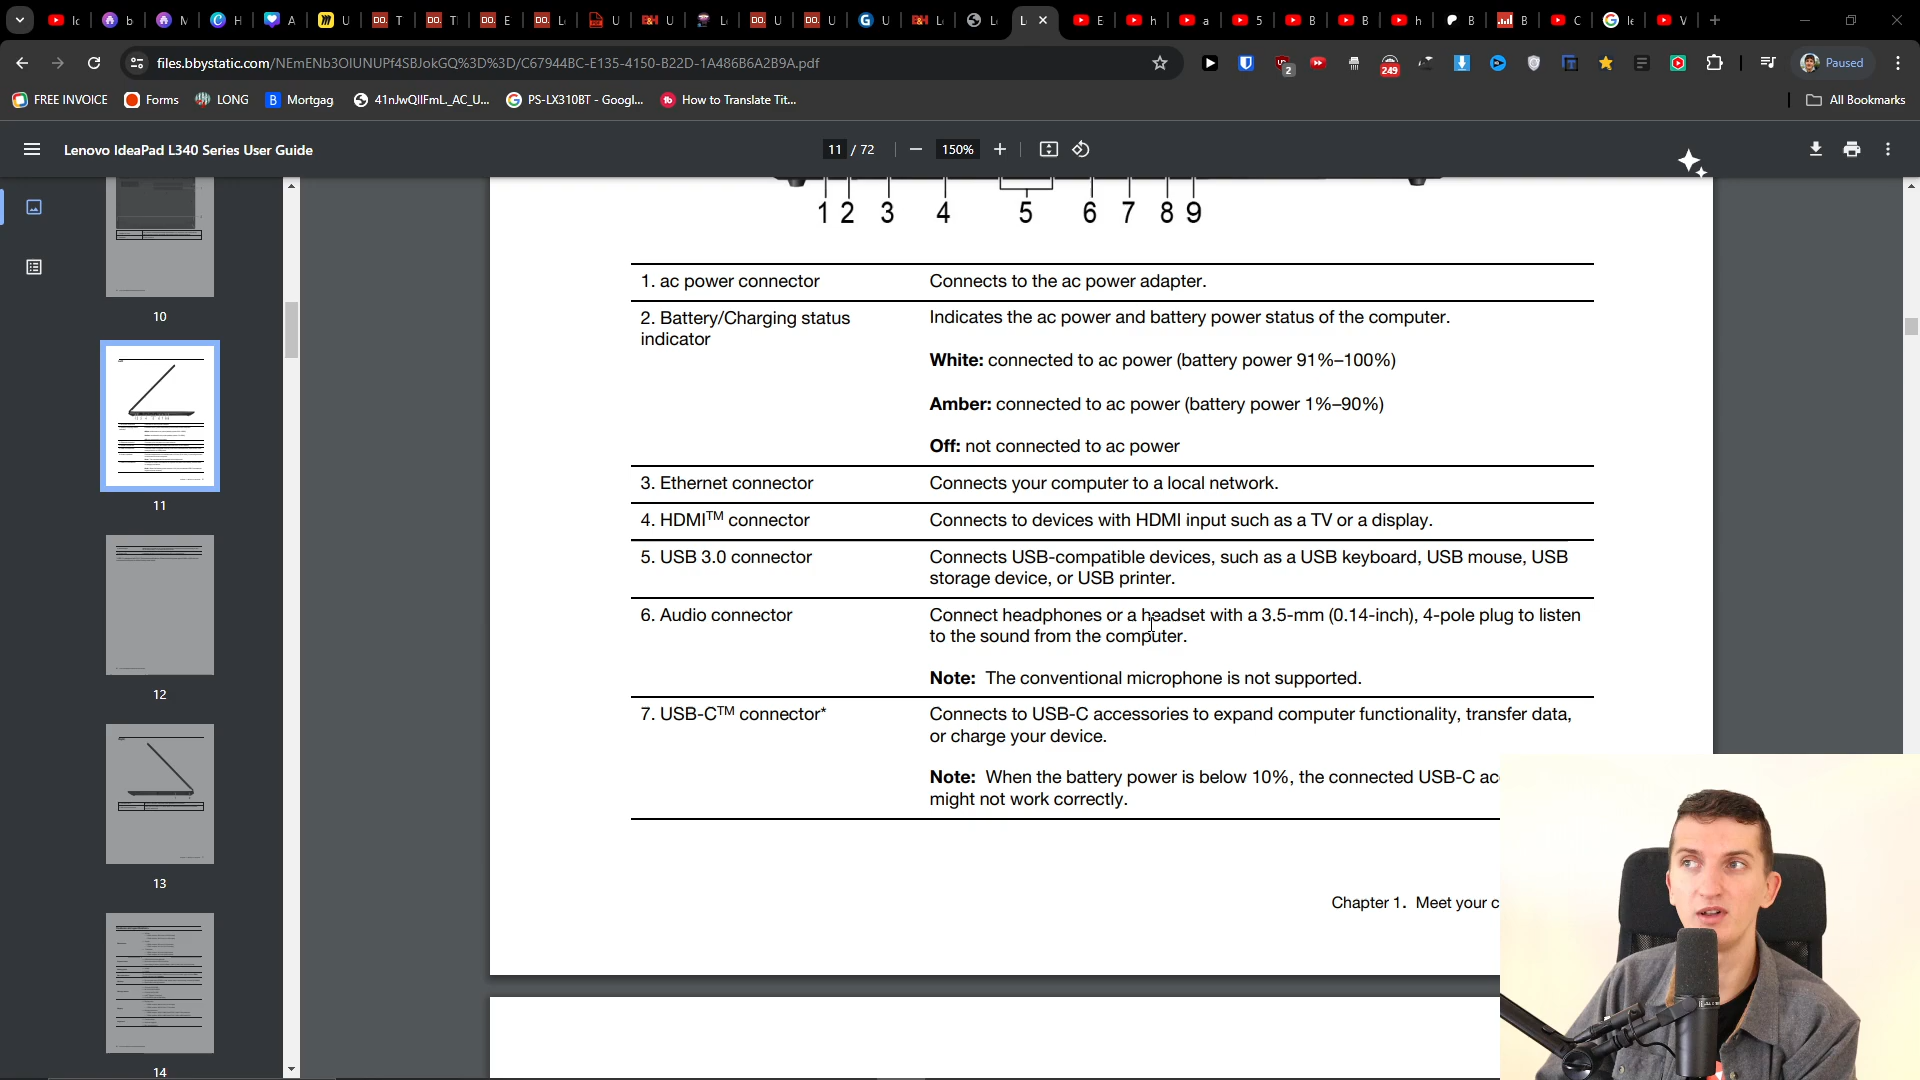 files.bbystatic.com/NEmENb3OIUNUPf4SBJokGQ%3D%3D/C67944BC-E135-4150-B22D-1A486B6A2B9A.pdf
2
249
Paused
FREE INVOICE
Forms
LONG
Mortgag
41nJwQIIFmL._AC_U...
PS-LX310BT - Googl...
How to Translate Tit...
All Bookmarks
Lenovo IdeaPad L340 Series User Guide
11 / 72
150%
10
11
12
13
14
1 2 3 4 5 6 7 8 9
1. ac power connector
Connects to the ac power adapter.
2. Battery/Charging status
indicator
Indicates the ac power and battery power status of the computer.
White: connected to ac power (battery power 91%–100%)
Amber: connected to ac power (battery power 1%–90%)
Off: not connected to ac power
3. Ethernet connector
Connects your computer to a local network.
4. HDMI™ connector
Connects to devices with HDMI input such as a TV or a display.
5. USB 3.0 connector
Connects USB-compatible devices, such as a USB keyboard, USB mouse, USB
storage device, or USB printer.
6. Audio connector
Connect headphones or a headset with a 3.5-mm (0.14-inch), 4-pole plug to listen
to the sound from the computer.
Note: The conventional microphone is not supported.
7. USB-C™ connector*
Connects to USB-C accessories to expand computer functionality, transfer data,
or charge your device.
Note: When the battery power is below 10%, the connected USB-C ac
might not work correctly.
Chapter 1. Meet your c